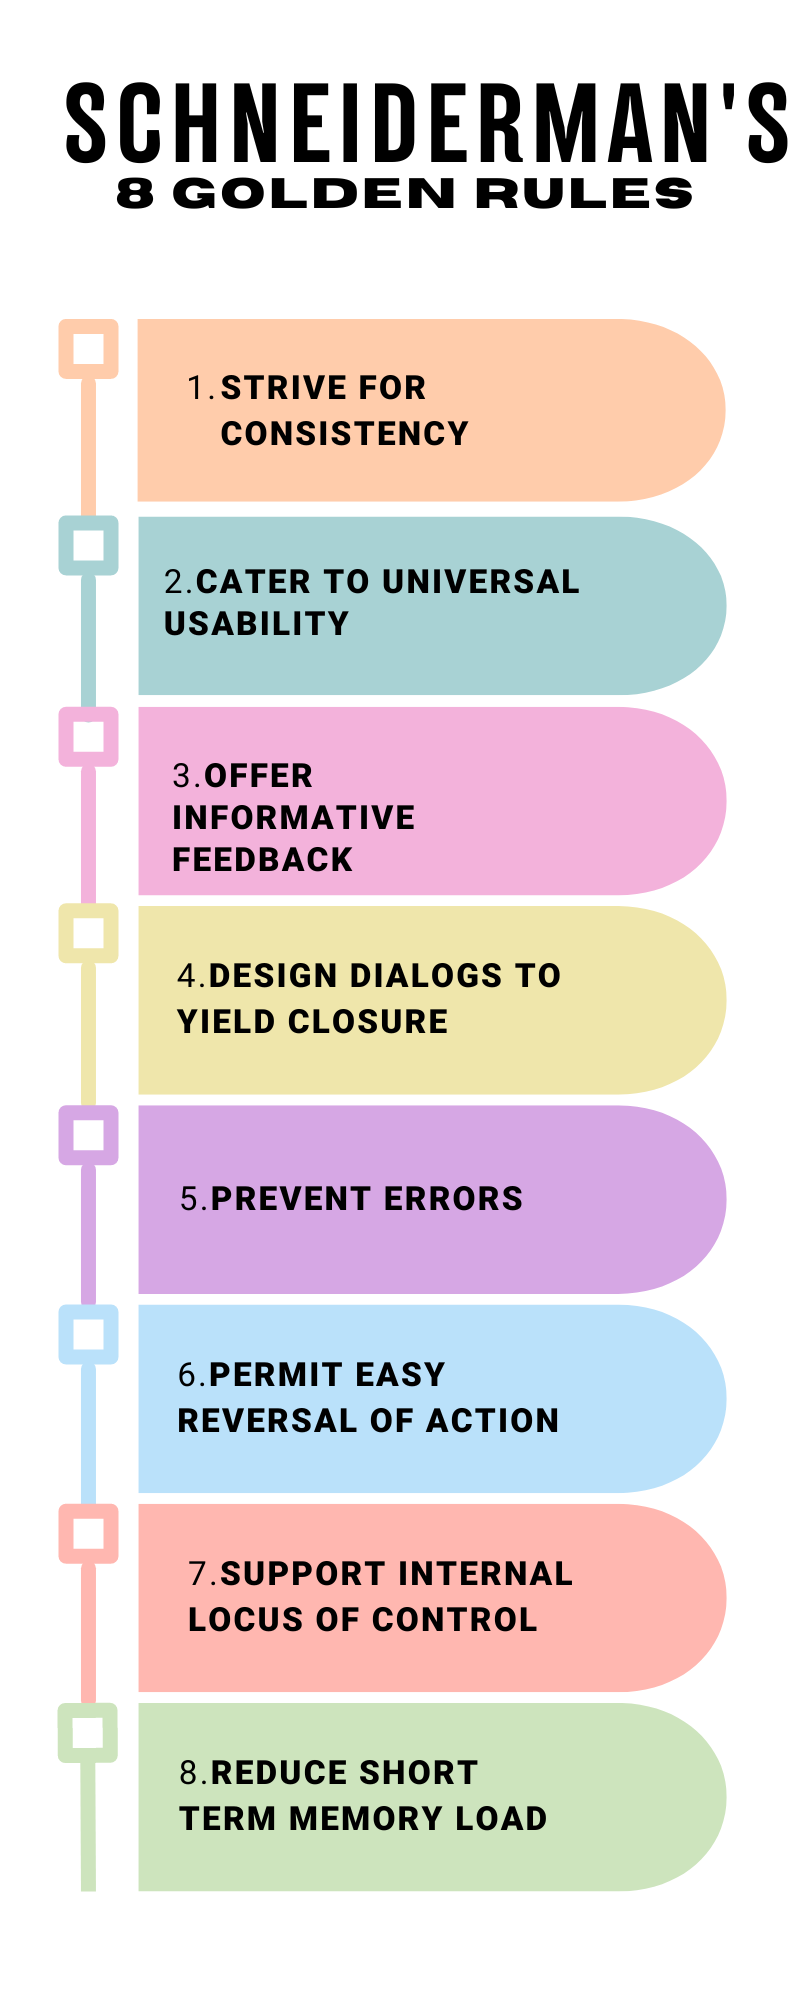 SCHNEIDERMAN'S
8 GOLDEN RULES
1. STRIVE FOR
CONSISTENCY
2.CATER TO UNIVERSAL
USABILITY
3.OFFER
INFORMATIVE
FEEDBACK
4.DESIGN DIALOGS TO
YIELD CLOSURE
5.PREVENT ERRORS
6.PERMIT EASY
REVERSAL OF ACTION
7.SUPPORT INTERNAL
LOCUS OF CONTROL
8.REDUCE SHORT
TERM MEMORY LOAD